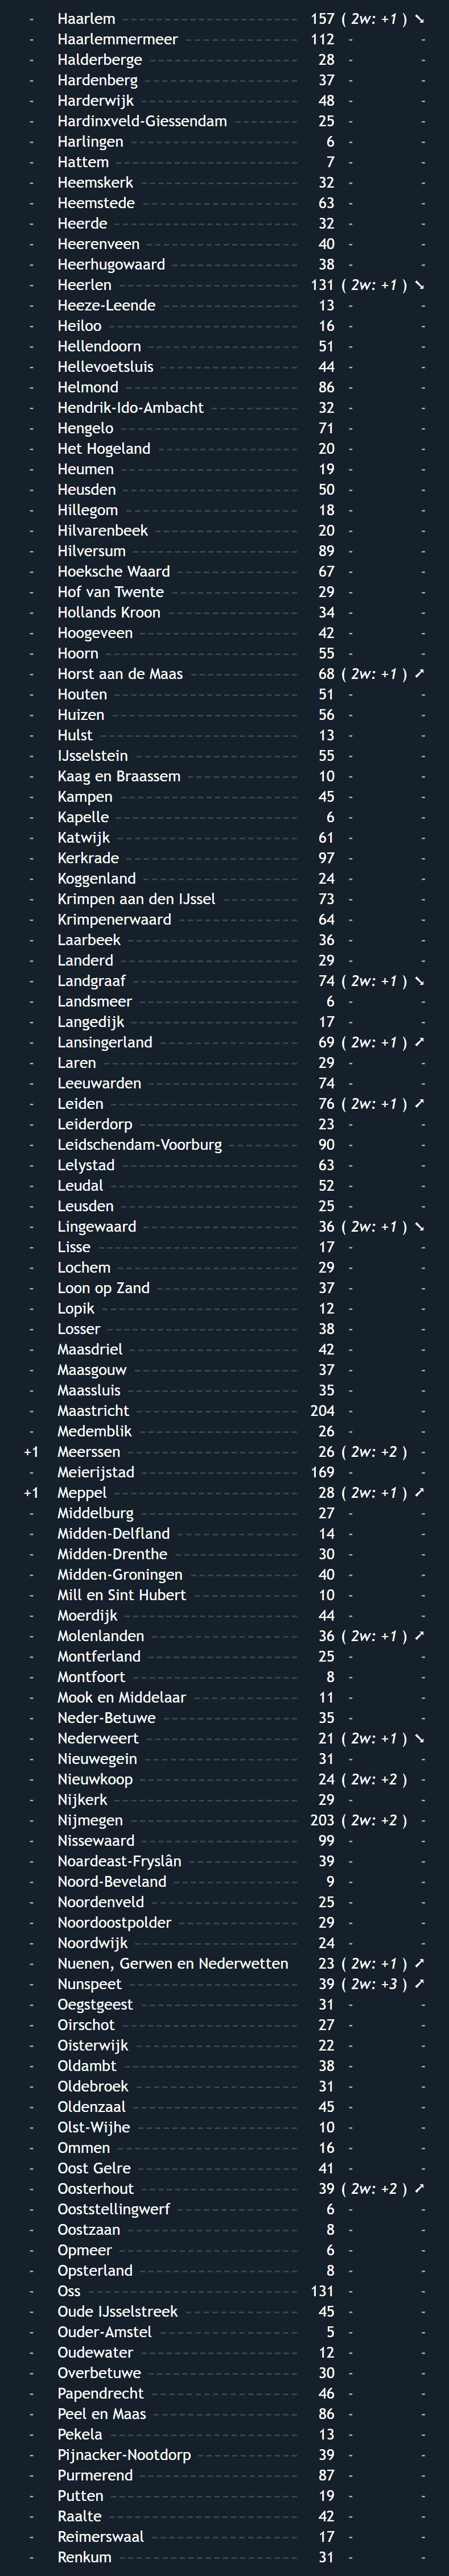 - Haarlem 157 ( 2w: +1 ) ➘
- Haarlemmermeer 112 - -
- Halderberge 28 - -
- Hardenberg 37 - -
- Harderwijk 48 - -
- Hardinxveld-Giessendam 25 - -
- Harlingen 6 - -
- Hattem 7 - -
- Heemskerk 32 - -
- Heemstede 63 - -
- Heerde 32 - -
- Heerenveen 40 - -
- Heerhugowaard 38 - -
- Heerlen 131 ( 2w: +1 ) ➘
- Heeze-Leende 13 - -
- Heiloo 16 - -
- Hellendoorn 51 - -
- Hellevoetsluis 44 - -
- Helmond 86 - -
- Hendrik-Ido-Ambacht 32 - -
- Hengelo 71 - -
- Het Hogeland 20 - -
- Heumen 19 - -
- Heusden 50 - -
- Hillegom 18 - -
- Hilvarenbeek 20 - -
- Hilversum 89 - -
- Hoeksche Waard 67 - -
- Hof van Twente 29 - -
- Hollands Kroon 34 - -
- Hoogeveen 42 - -
- Hoorn 55 - -
- Horst aan de Maas 68 ( 2w: +1 ) ➚
- Houten 51 - -
- Huizen 56 - -
- Hulst 13 - -
- IJsselstein 55 - -
- Kaag en Braassem 10 - -
- Kampen 45 - -
- Kapelle 6 - -
- Katwijk 61 - -
- Kerkrade 97 - -
- Koggenland 24 - -
- Krimpen aan den IJssel 73 - -
- Krimpenerwaard 64 - -
- Laarbeek 36 - -
- Landerd 29 - -
- Landgraaf 74 ( 2w: +1 ) ➘
- Landsmeer 6 - -
- Langedijk 17 - -
- Lansingerland 69 ( 2w: +1 ) ➚
- Laren 29 - -
- Leeuwarden 74 - -
- Leiden 76 ( 2w: +1 ) ➚
- Leiderdorp 23 - -
- Leidschendam-Voorburg 90 - -
- Lelystad 63 - -
- Leudal 52 - -
- Leusden 25 - -
- Lingewaard 36 ( 2w: +1 ) ➘
- Lisse 17 - -
- Lochem 29 - -
- Loon op Zand 37 - -
- Lopik 12 - -
- Losser 38 - -
- Maasdriel 42 - -
- Maasgouw 37 - -
- Maassluis 35 - -
- Maastricht 204 - -
- Medemblik 26 - -
+1 Meerssen 26 ( 2w: +2 ) -
- Meierijstad 169 - -
+1 Meppel 28 ( 2w: +1 ) ➚
- Middelburg 27 - -
- Midden-Delfland 14 - -
- Midden-Drenthe 30 - -
- Midden-Groningen 40 - -
- Mill en Sint Hubert 10 - -
- Moerdijk 44 - -
- Molenlanden 36 ( 2w: +1 ) ➚
- Montferland 25 - -
- Montfoort 8 - -
- Mook en Middelaar 11 - -
- Neder-Betuwe 35 - -
- Nederweert 21 ( 2w: +1 ) ➘
- Nieuwegein 31 - -
- Nieuwkoop 24 ( 2w: +2 ) -
- Nijkerk 29 - -
- Nijmegen 203 ( 2w: +2 ) -
- Nissewaard 99 - -
- Noardeast-Fryslân 39 - -
- Noord-Beveland 9 - -
- Noordenveld 25 - -
- Noordoostpolder 29 - -
- Noordwijk 24 - -
- Nuenen, Gerwen en Nederwetten 23 ( 2w: +1 ) ➚
- Nunspeet 39 ( 2w: +3 ) ➚
- Oegstgeest 31 - -
- Oirschot 27 - -
- Oisterwijk 22 - -
- Oldambt 38 - -
- Oldebroek 31 - -
- Oldenzaal 45 - -
- Olst-Wijhe 10 - -
- Ommen 16 - -
- Oost Gelre 41 - -
- Oosterhout 39 ( 2w: +2 ) ➚
- Ooststellingwerf 6 - -
- Oostzaan 8 - -
- Opmeer 6 - -
- Opsterland 8 - -
- Oss 131 - -
- Oude IJsselstreek 45 - -
- Ouder-Amstel 5 - -
- Oudewater 12 - -
- Overbetuwe 30 - -
- Papendrecht 46 - -
- Peel en Maas 86 - -
- Pekela 13 - -
- Pijnacker-Nootdorp 39 - -
- Purmerend 87 - -
- Putten 19 - -
- Raalte 42 - -
- Reimerswaal 17 - -
- Renkum 31 - -